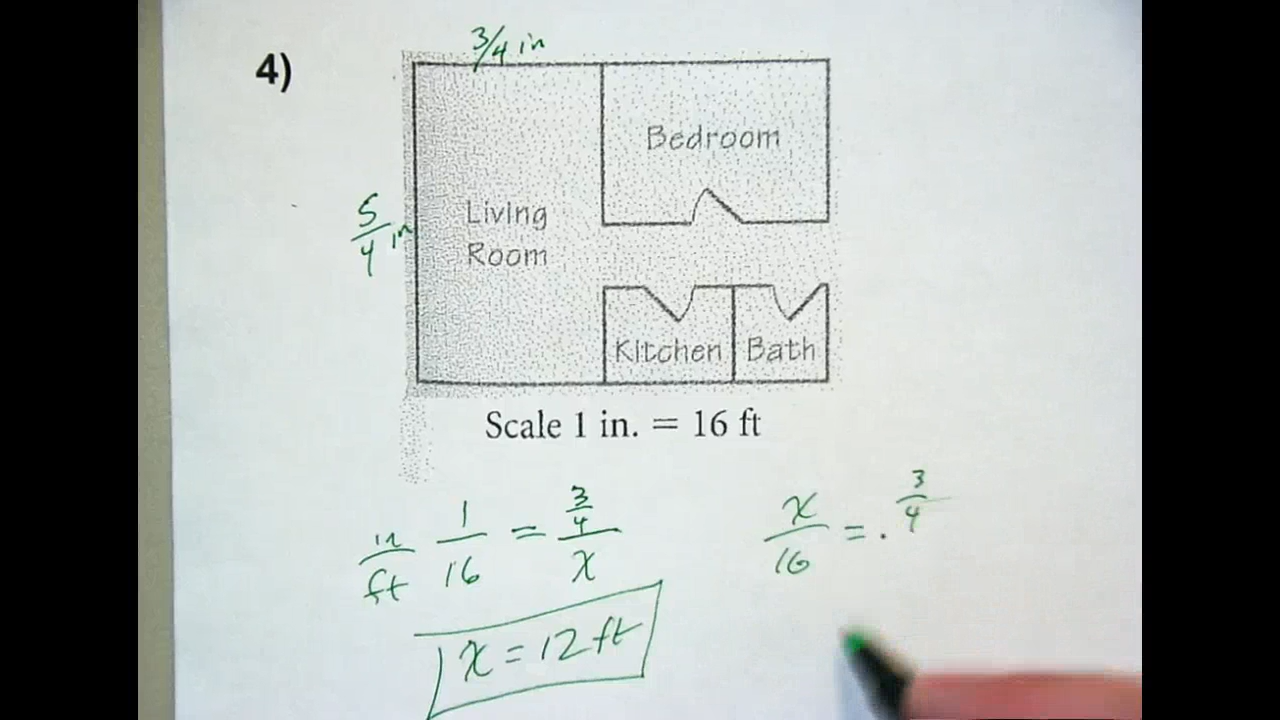 3/4 in
4)
Bedroom
5/4 in
Living
Room
Kitchen
Bath
Scale 1 in. = 16 ft
in/ft 1/16 = 3/4/x
x/16 = . 3/4
x = 12 ft